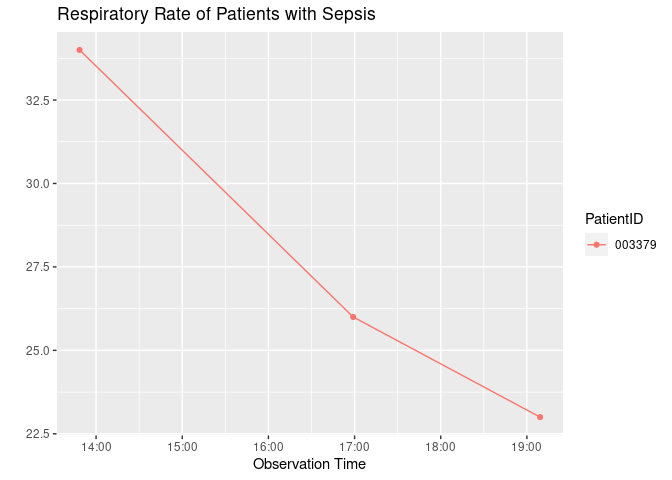 Respiratory Rate of Patients with Sepsis
32.5
30.0
27.5
25.0
22.5
14:00 15:00 16:00 17:00 18:00 19:00
Observation Time
PatientID
003379